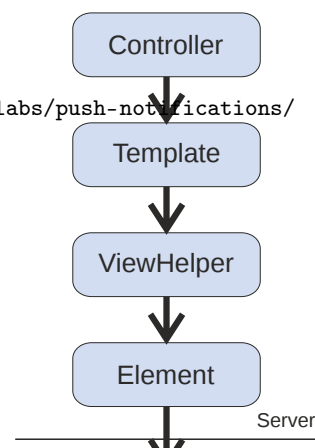 Controller
labs/push-notifications/
Template
ViewHelper
Element
Server